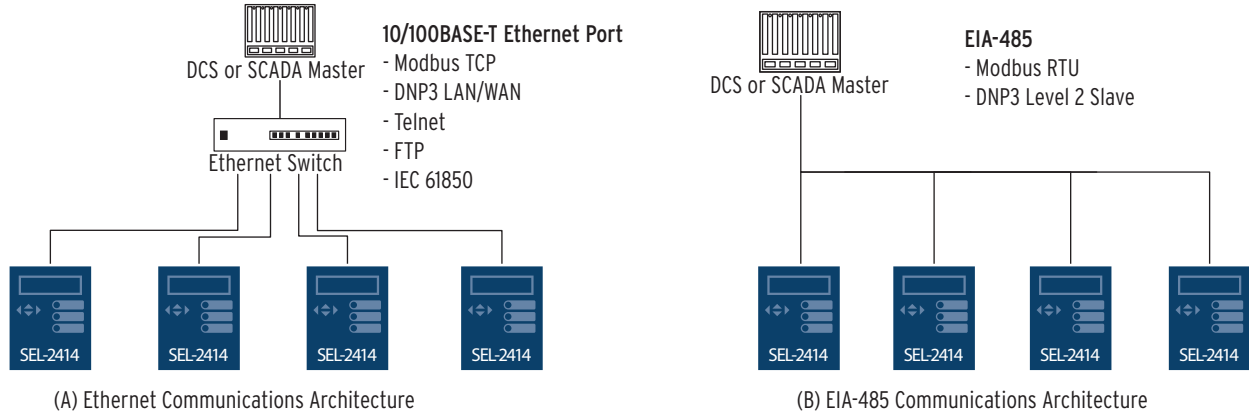 10/100BASE-T Ethernet Port
- Modbus TCP
- DNP3 LAN/WAN
- Telnet
- FTP
- IEC 61850
DCS or SCADA Master
Ethernet Switch
SEL-2414
SEL-2414
SEL-2414
SEL-2414
(A) Ethernet Communications Architecture
EIA-485
- Modbus RTU
- DNP3 Level 2 Slave
DCS or SCADA Master
SEL-2414
SEL-2414
SEL-2414
SEL-2414
(B) EIA-485 Communications Architecture